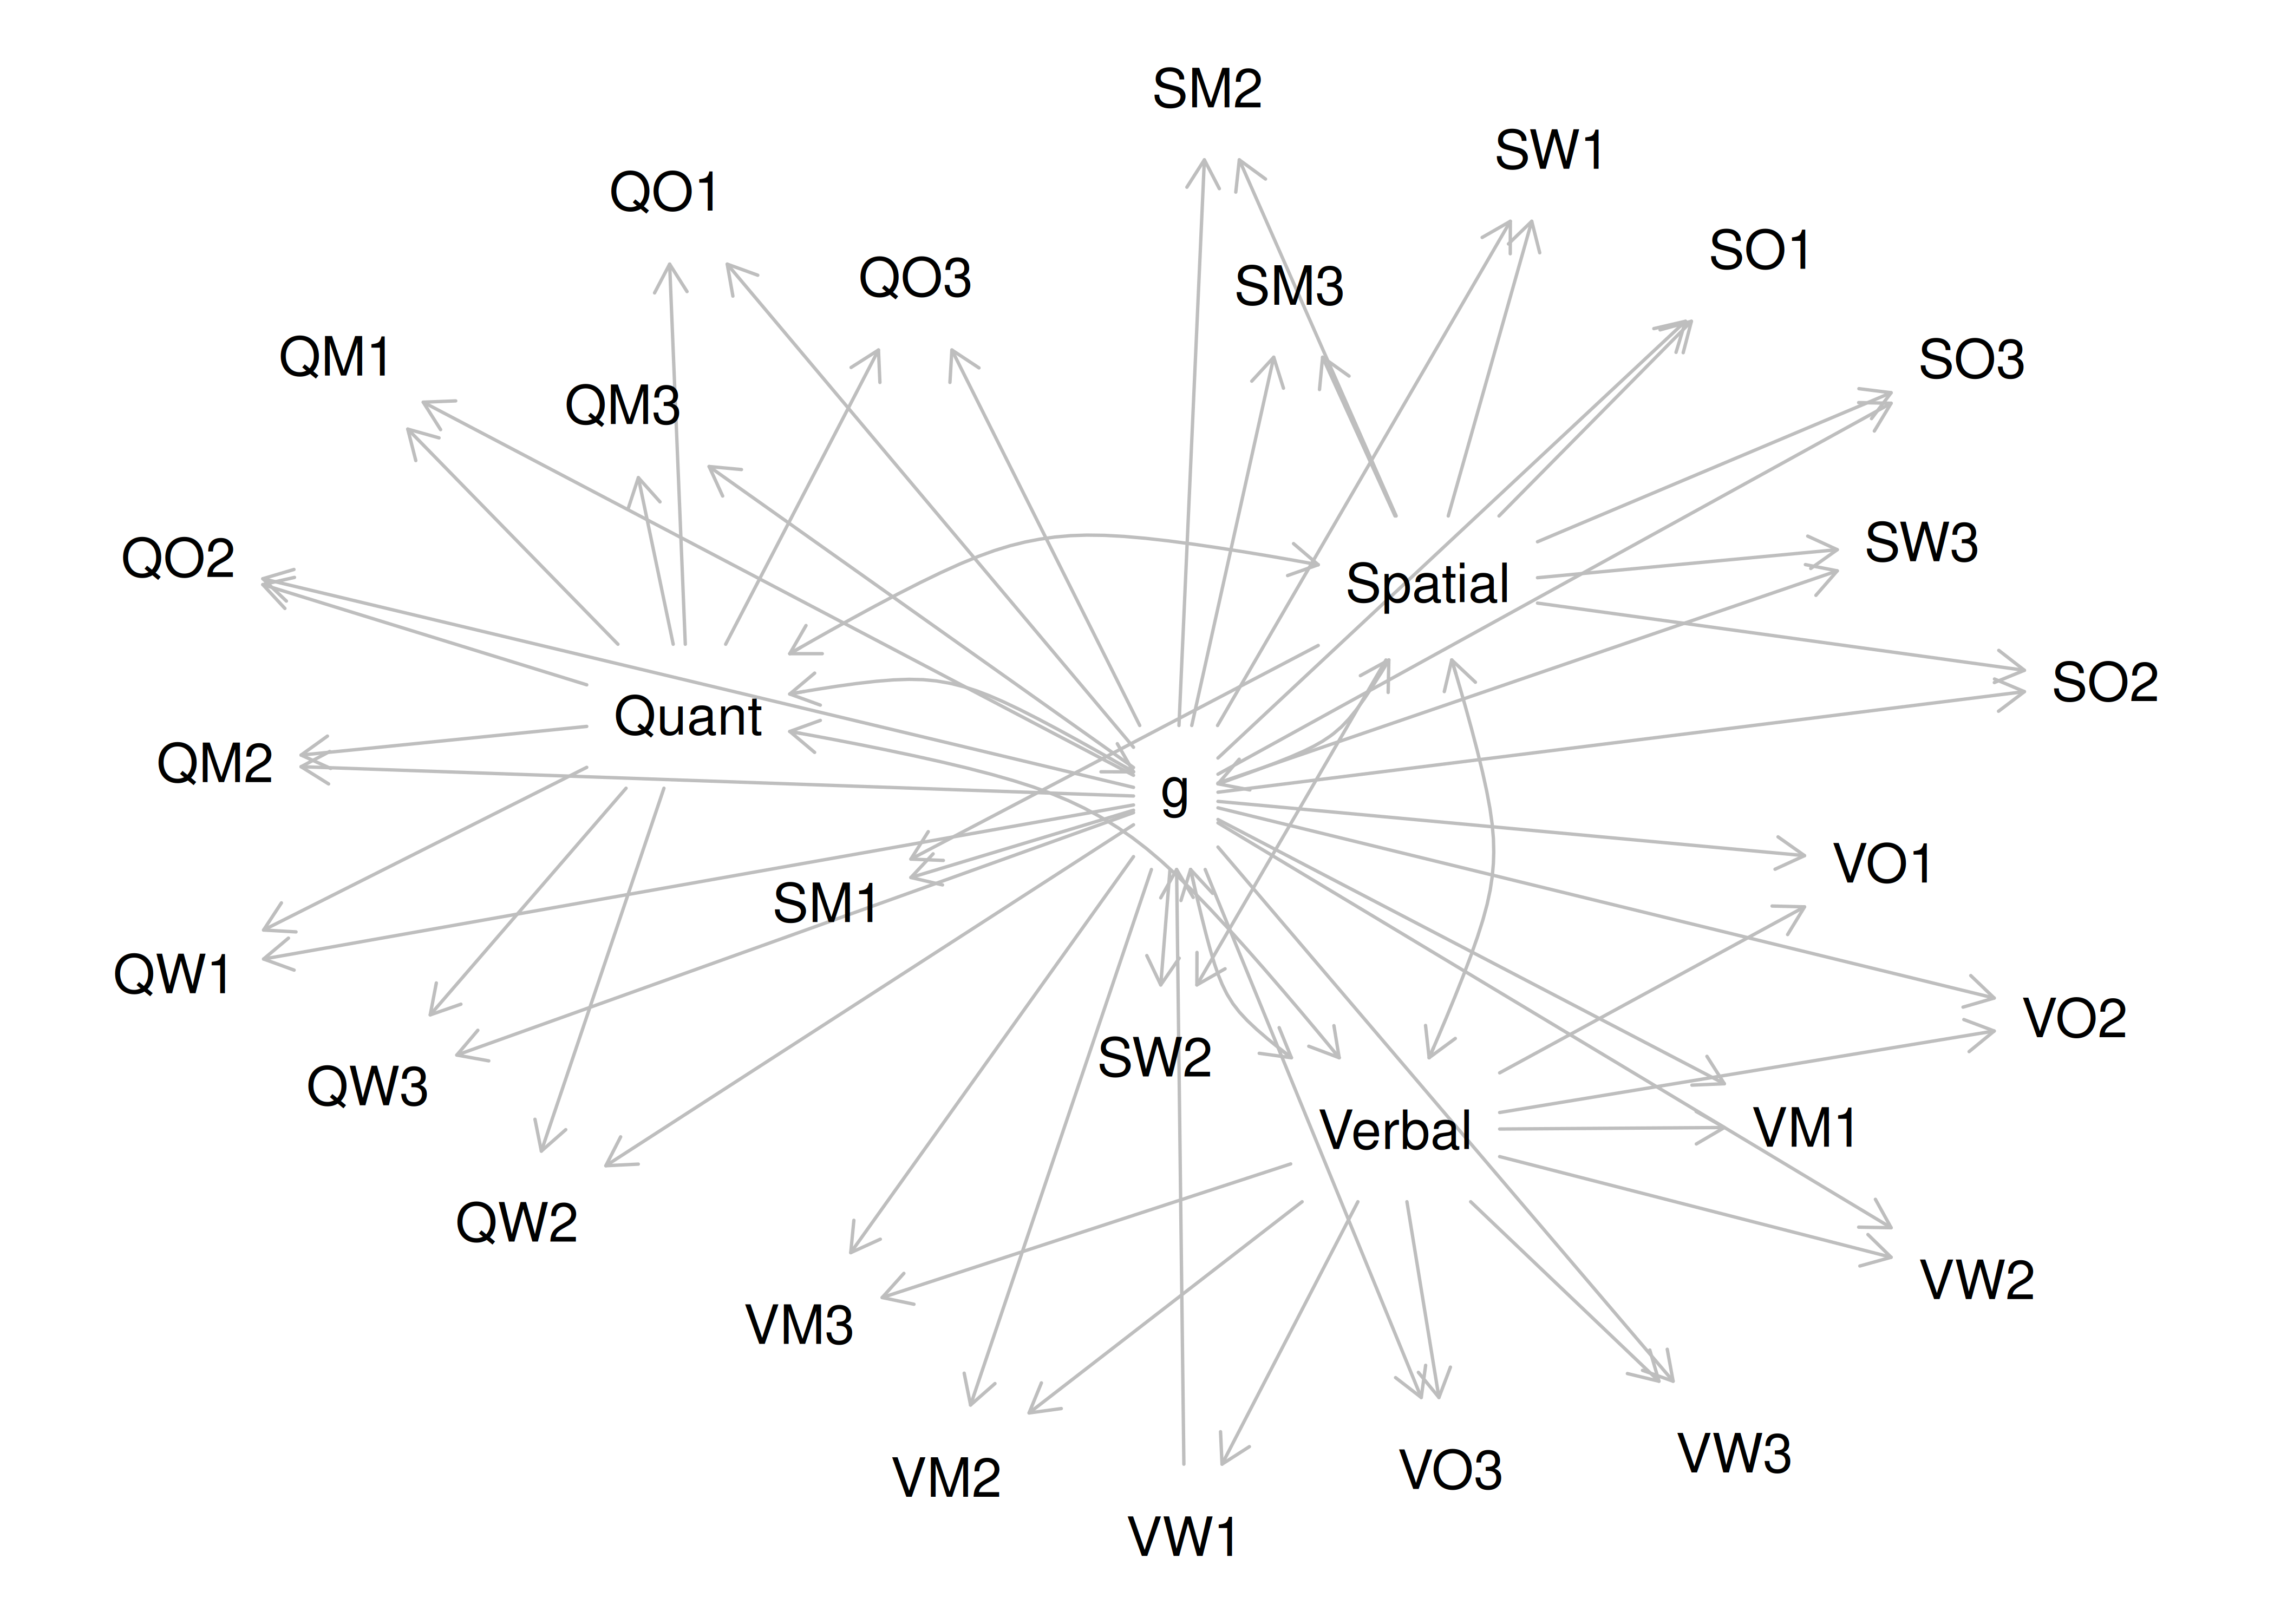 SM2
SW1
QO1
SO1
QO3
SM3
QM1
SO3
QM3
SW3
QO2
Spatial
SO2
Quant
QM2
g
VO1
SM1
QW1
VO2
SW2
QW3
VM1
Verbal
QW2
VW2
VM3
VW3
VO3
VM2
VW1